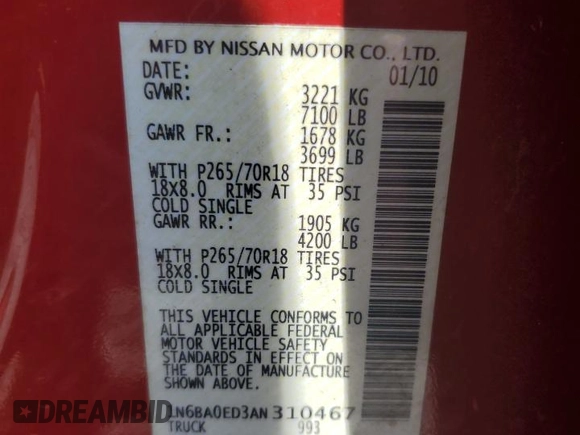 MFD BY NISSAN MOTOR CO., LTD.
DATE: 01/10
GVWR: 3221 KG
7100 LB
GAWR FR.: 1678 KG
3699 LB
WITH P265/70R18 TIRES
18X8.0 RIMS AT 35 PSI
COLD SINGLE
GAWR RR.: 1905 KG
4200 LB
WITH P265/70R18 TIRES
18X8.0 RIMS AT 35 PSI
COLD SINGLE
THIS VEHICLE CONFORMS TO
ALL APPLICABLE FEDERAL
MOTOR VEHICLE SAFETY
STANDARDS IN EFFECT ON
THE DATE OF MANUFACTURE
SHOWN ABOVE.
1N6BA0ED3AN310467
TRUCK 993
©DREAMBID